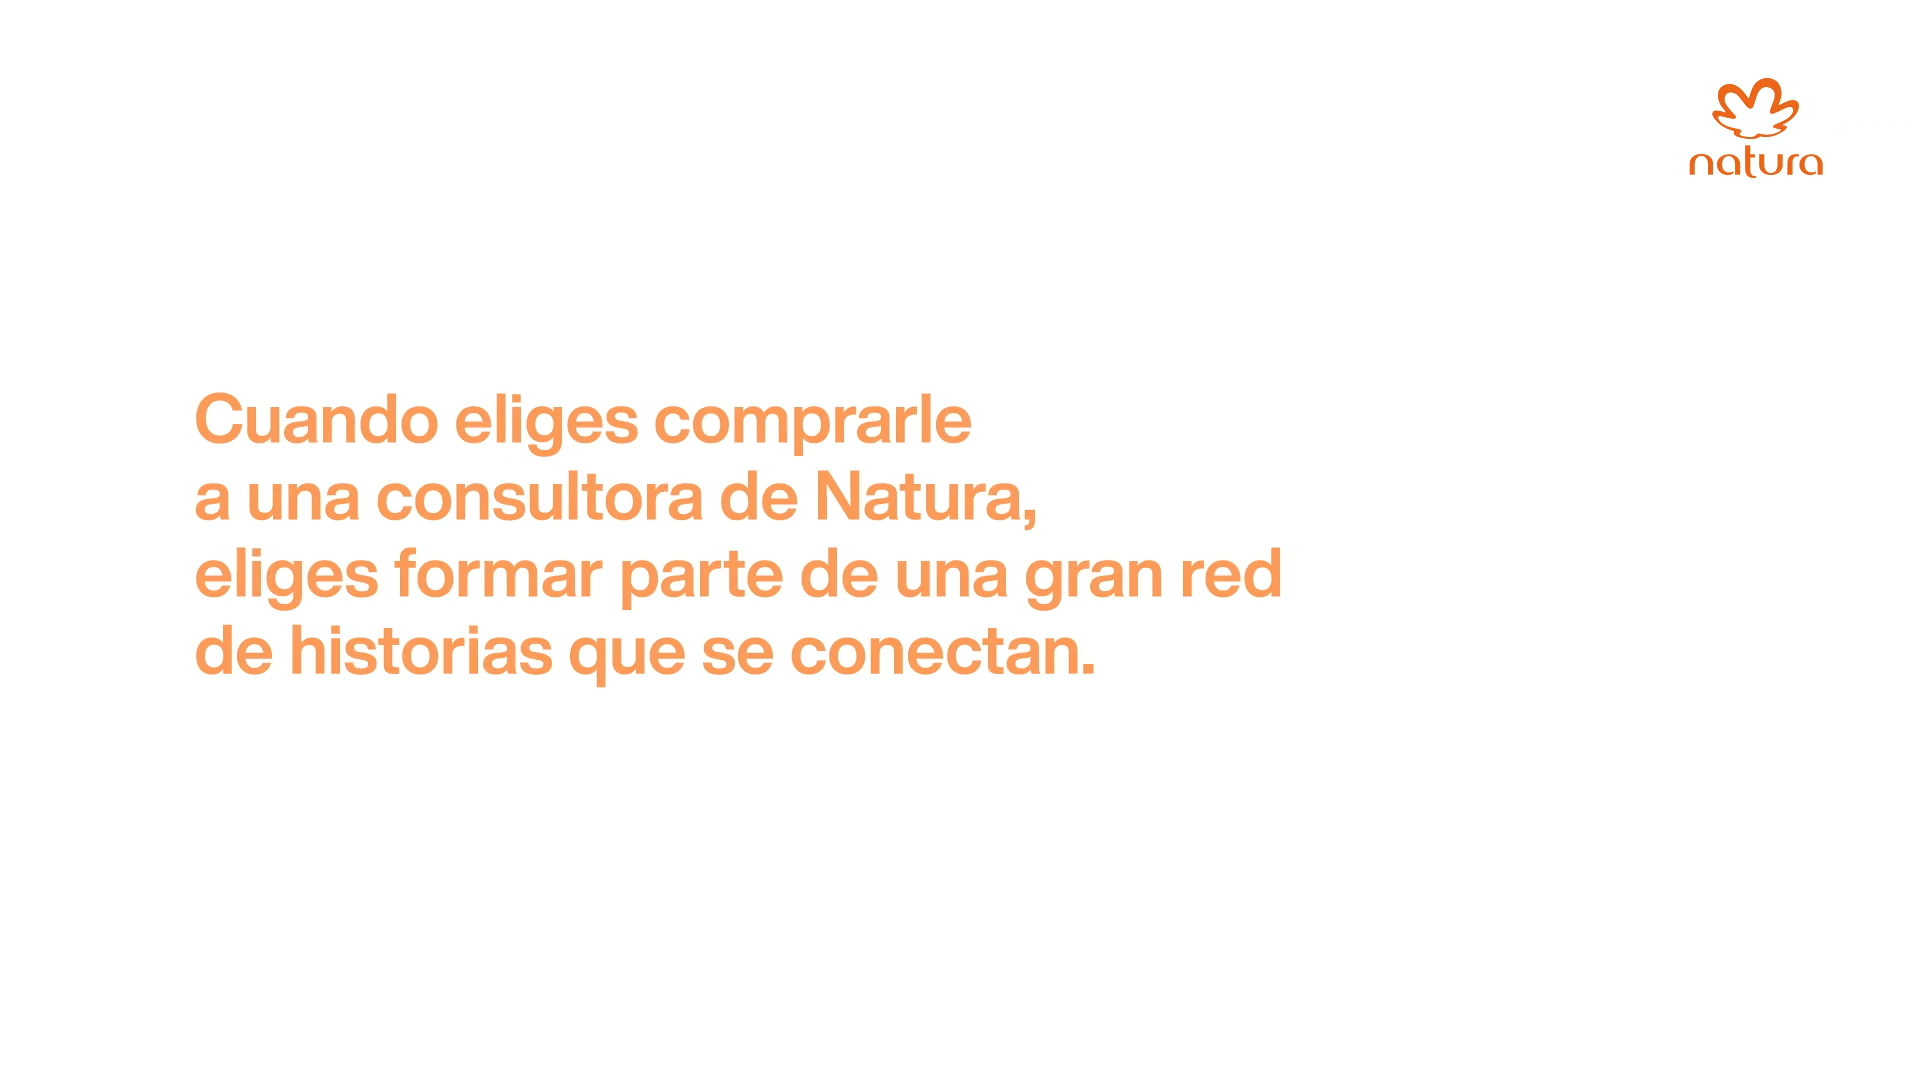 natura
Cuando eliges comprarle
a una consultora de Natura,
eliges formar parte de una gran red
de historias que se conectan.